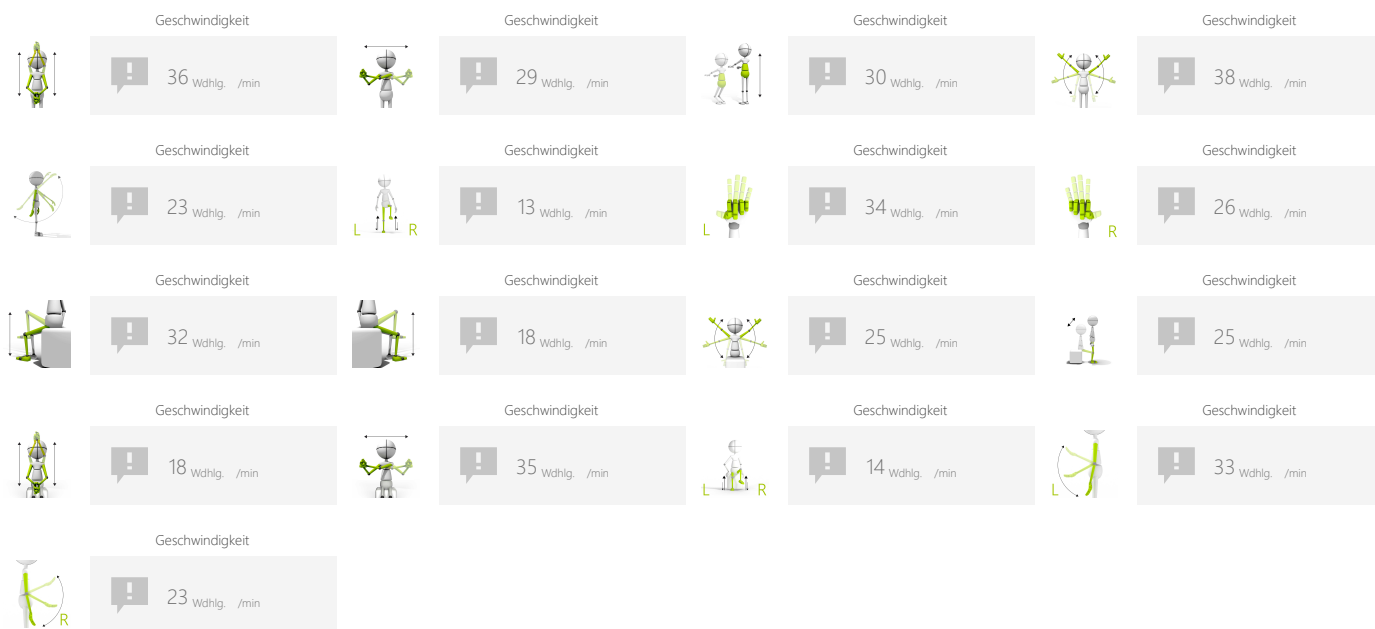 Geschwindigkeit Geschwindigkeit Geschwindigkeit Geschwindigkeit
36 Wdhlg. /min 29 Wdhlg. /min 30 Wdhlg. /min 38 Wdhlg. /min
Geschwindigkeit Geschwindigkeit Geschwindigkeit Geschwindigkeit
23 Wdhlg. /min L R 13 Wdhlg. /min L 34 Wdhlg. /min R 26 Wdhlg. /min
Geschwindigkeit Geschwindigkeit Geschwindigkeit Geschwindigkeit
32 Wdhlg. /min 18 Wdhlg. /min 25 Wdhlg. /min 25 Wdhlg. /min
Geschwindigkeit Geschwindigkeit Geschwindigkeit Geschwindigkeit
18 Wdhlg. /min 35 Wdhlg. /min L R 14 Wdhlg. /min L 33 Wdhlg. /min
Geschwindigkeit
R 23 Wdhlg. /min